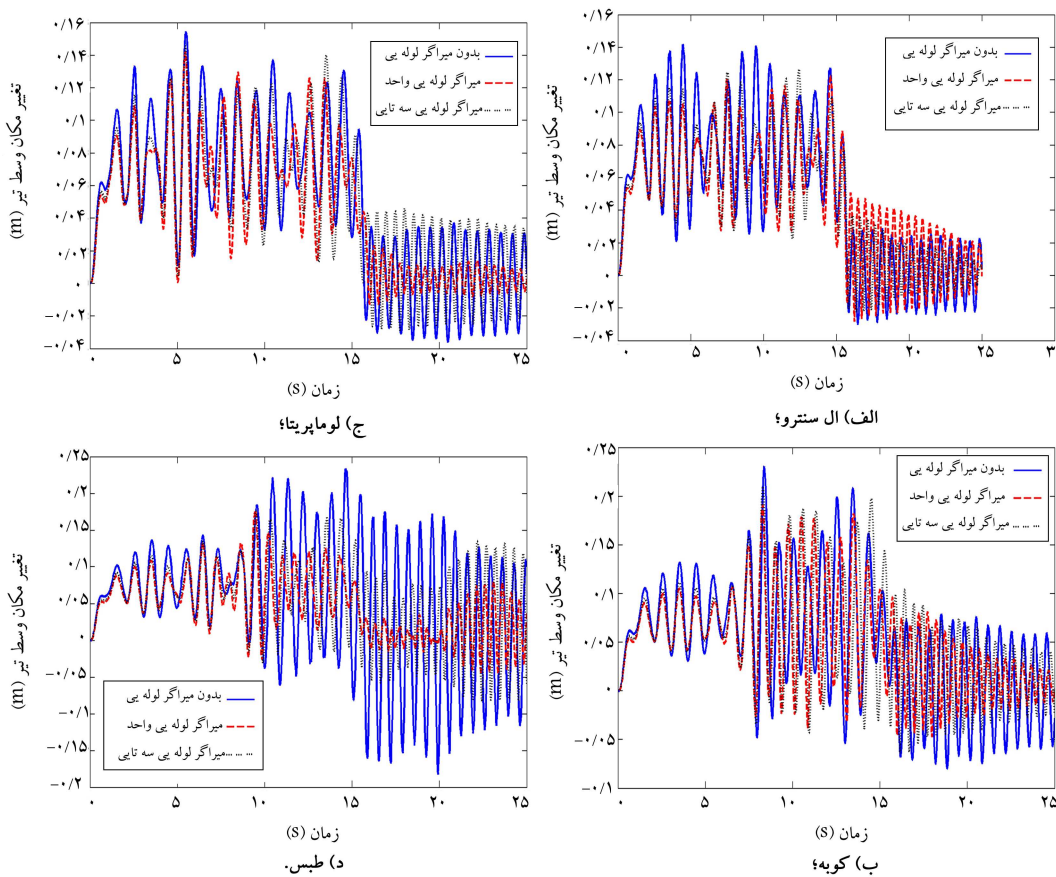 ۰/۱۶
۰/۱۴
۰/۱۲
۰/۱
۰/۰۸
۰/۰۶
۰/۰۴
۰/۰۲
۰
−۰/۰۲
−۰/۰۴
تغییر مکان وسط تیر (m)
بدون میراگر لوله یی
میراگر لوله یی واحد
میراگر لوله یی سه تایی
۰
۵
۱۰
۱۵
۲۰
۲۵
۳۰
زمان (s)
الف) ال سنترو؛
۰/۱۶
۰/۱۴
۰/۱۲
۰/۱
۰/۰۸
۰/۰۶
۰/۰۴
۰/۰۲
۰
−۰/۰۲
−۰/۰۴
تغییر مکان وسط تیر (m)
بدون میراگر لوله یی
میراگر لوله یی واحد
میراگر لوله یی سه تایی
۰
۵
۱۰
۱۵
۲۰
۲۵
زمان (s)
ج) لوماپریتا؛
۰/۲۵
۰/۲
۰/۱۵
۰/۱
۰/۰۵
۰
−۰/۰۵
−۰/۱
تغییر مکان وسط تیر (m)
بدون میراگر لوله یی
میراگر لوله یی واحد
میراگر لوله یی سه تایی
۰
۵
۱۰
۱۵
۲۰
۲۵
زمان (s)
ب) کوبه؛
۰/۲۵
۰/۲
۰/۱۵
۰/۱
۰/۰۵
۰
−۰/۰۵
−۰/۱
−۰/۱۵
−۰/۲
تغییر مکان وسط تیر (m)
بدون میراگر لوله یی
میراگر لوله یی واحد
میراگر لوله یی سه تایی
۰
۵
۱۰
۱۵
۲۰
۲۵
زمان (s)
د) طبس.